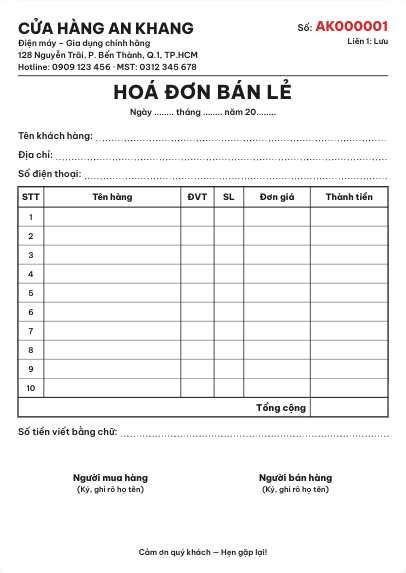 CỬA HÀNG AN KHANG
Điện máy – Gia dụng chính hãng
128 Nguyễn Trãi, P. Bến Thành, Q.1, TP.HCM
Hotline: 0909 123 456 · MST: 0312 345 678
Số: AK000001
Liên 1: Lưu
HOÁ ĐƠN BÁN LẺ
Ngày ........ tháng ........ năm 20........
Tên khách hàng:
Địa chỉ:
Số điện thoại:
STT Tên hàng ĐVT SL Đơn giá Thành tiền
1
2
3
4
5
6
7
8
9
10
Tổng cộng
Số tiền viết bằng chữ:
Người mua hàng Người bán hàng
(Ký, ghi rõ họ tên) (Ký, ghi rõ họ tên)
Cảm ơn quý khách — Hẹn gặp lại!